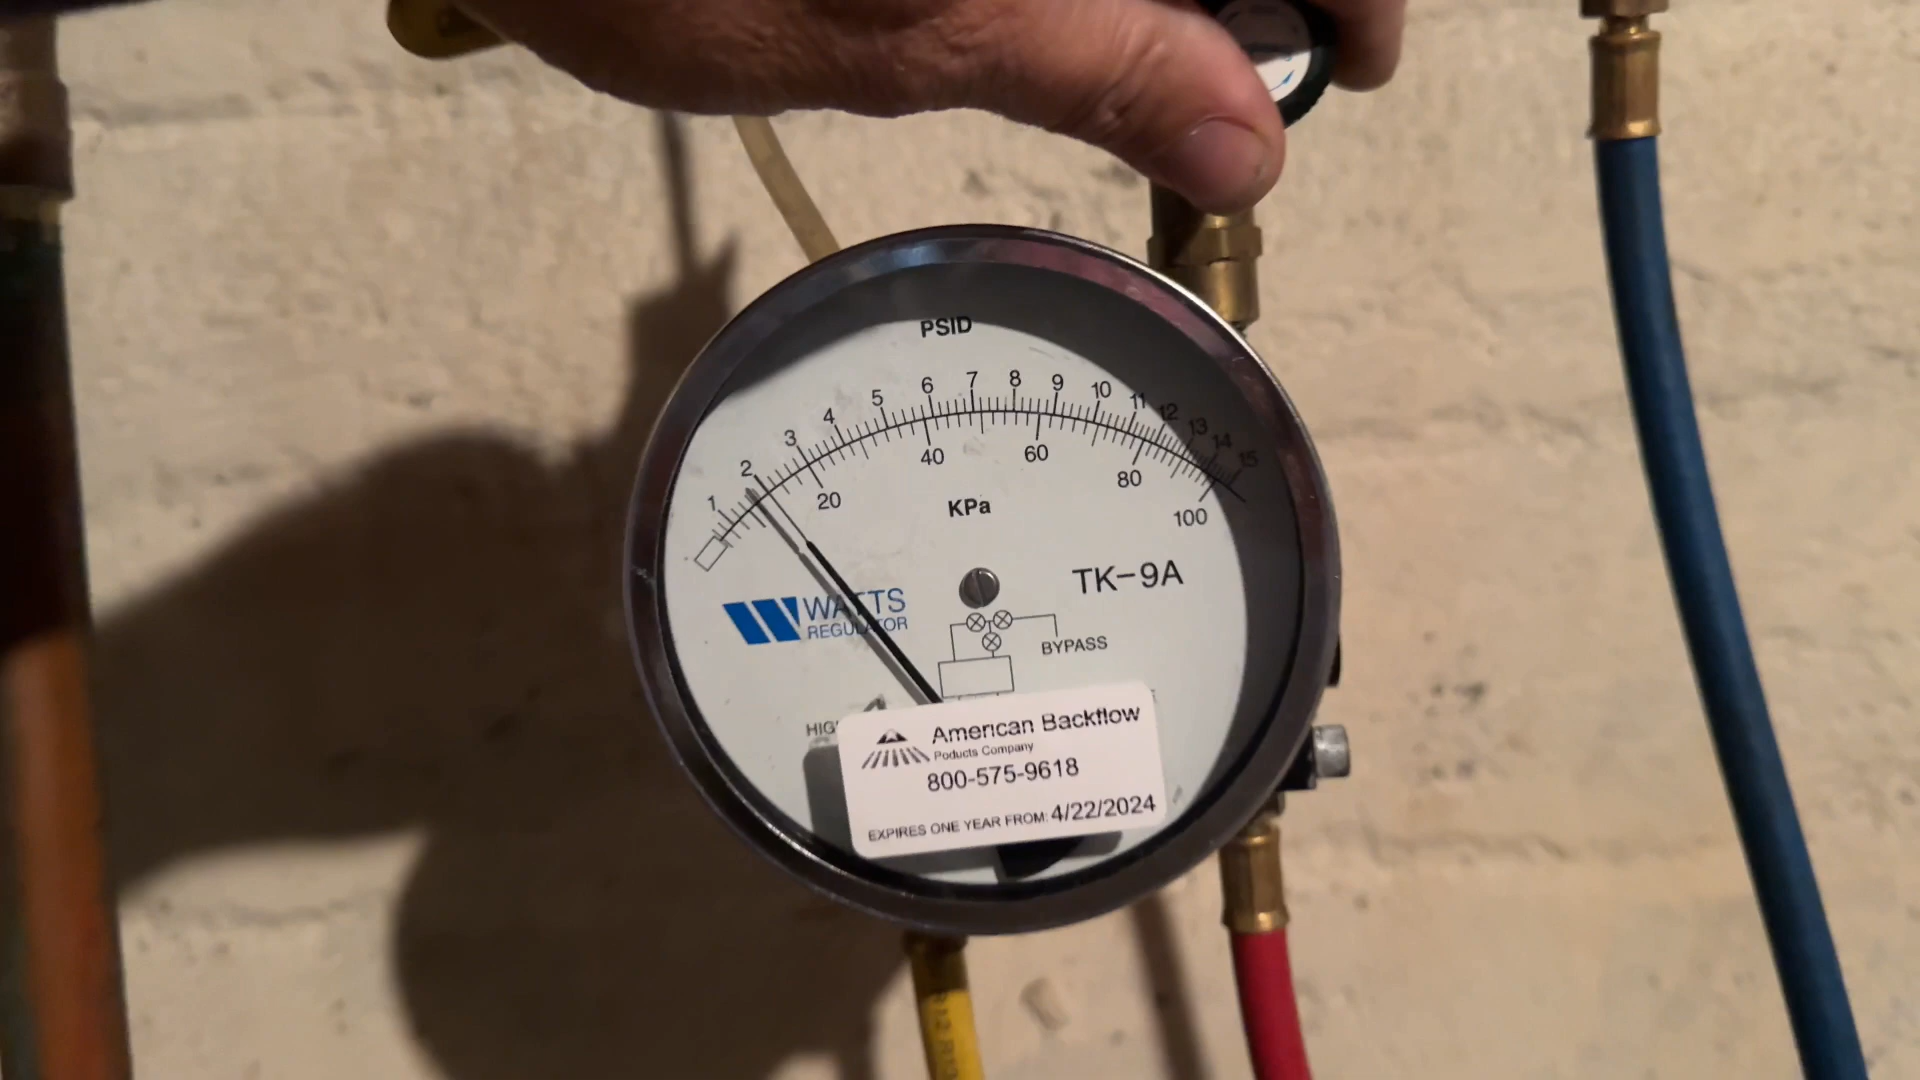 PSID
1 2 3 4 5 6 7 8 9 10 11 12 13 14 15
20 40 60 80 100
KPa
TK-9A
WATTS
REGULATOR
BYPASS
American Backflow
Poducts Company
800-575-9618
EXPIRES ONE YEAR FROM: 4/22/2024